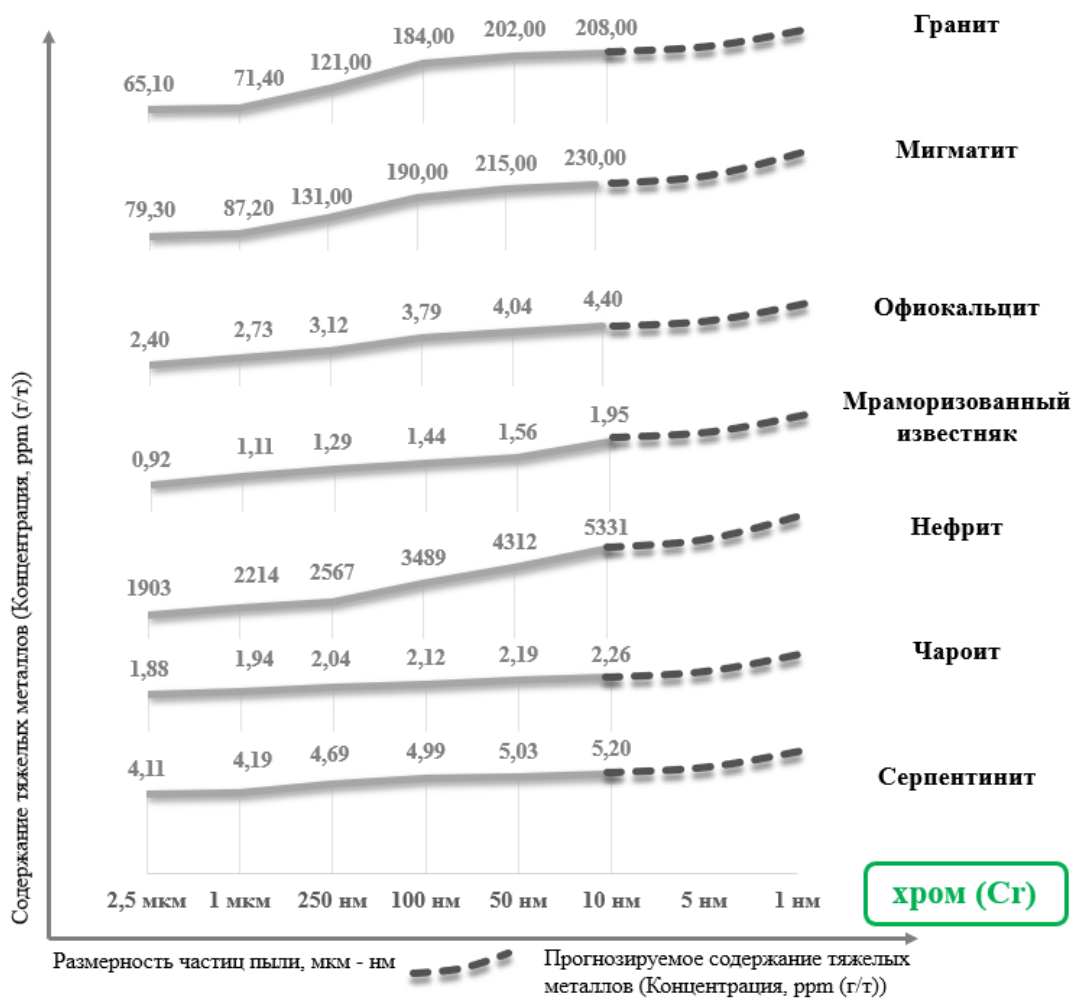 Гранит
65,10 71,40 121,00 184,00 202,00 208,00
Мигматит
79,30 87,20 131,00 190,00 215,00 230,00
Офиокальцит
2,40 2,73 3,12 3,79 4,04 4,40
Мраморизованный
известняк
0,92 1,11 1,29 1,44 1,56 1,95
Нефрит
1903 2214 2567 3489 4312 5331
Чароит
1,88 1,94 2,04 2,12 2,19 2,26
Серпентинит
4,11 4,19 4,69 4,99 5,03 5,20
Содержание тяжелых металлов (Концентрация, ppm (г/т))
2,5 мкм 1 мкм 250 нм 100 нм 50 нм 10 нм 5 нм 1 нм
хром (Cr)
Размерность частиц пыли, мкм - нм
Прогнозируемое содержание тяжелых
металлов (Концентрация, ppm (г/т))